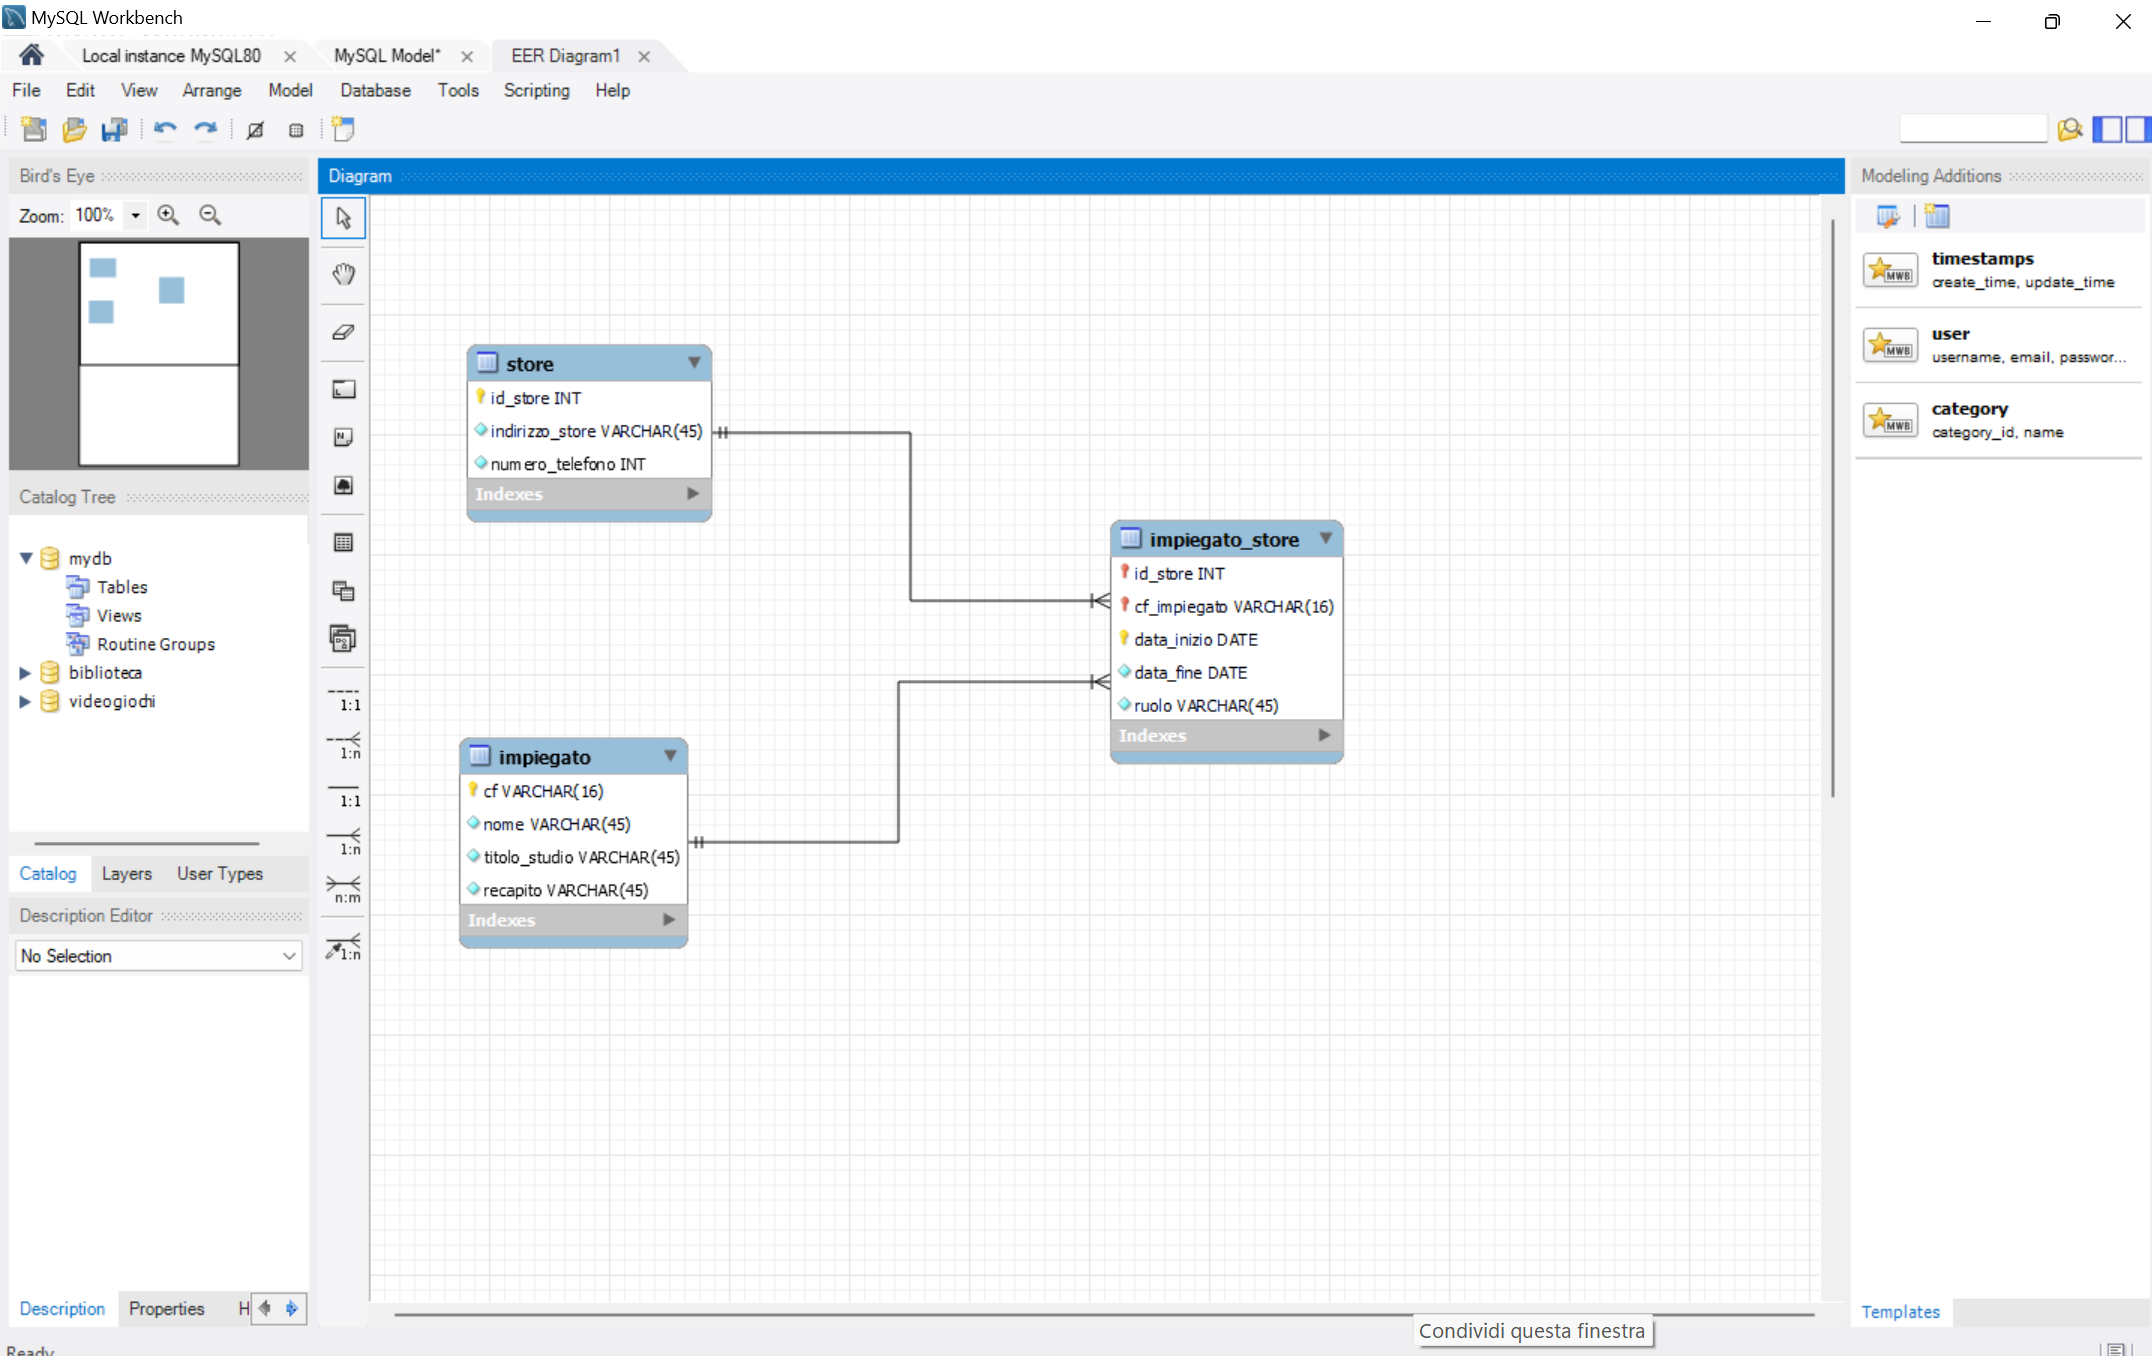 MySQL Workbench
Local instance MySQL80
MySQL Model*
EER Diagram1
File Edit View Arrange Model Database Tools Scripting Help
Bird's Eye
Zoom: 100%
Catalog Tree
mydb
Tables
Views
Routine Groups
biblioteca
videogiochi
Catalog Layers User Types
Description Editor
No Selection
Description Properties H
Ready
Diagram
1:1
1:n
1:1
1:n
n:m
1:n
store
id_store INT
indirizzo_store VARCHAR(45)
numero_telefono INT
Indexes
impiegato
cf VARCHAR(16)
nome VARCHAR(45)
titolo_studio VARCHAR(45)
recapito VARCHAR(45)
Indexes
impiegato_store
id_store INT
cf_impiegato VARCHAR(16)
data_inizio DATE
data_fine DATE
ruolo VARCHAR(45)
Indexes
Condividi questa finestra
Modeling Additions
MWB
timestamps
create_time, update_time
MWB
user
username, email, passwor...
MWB
category
category_id, name
Templates